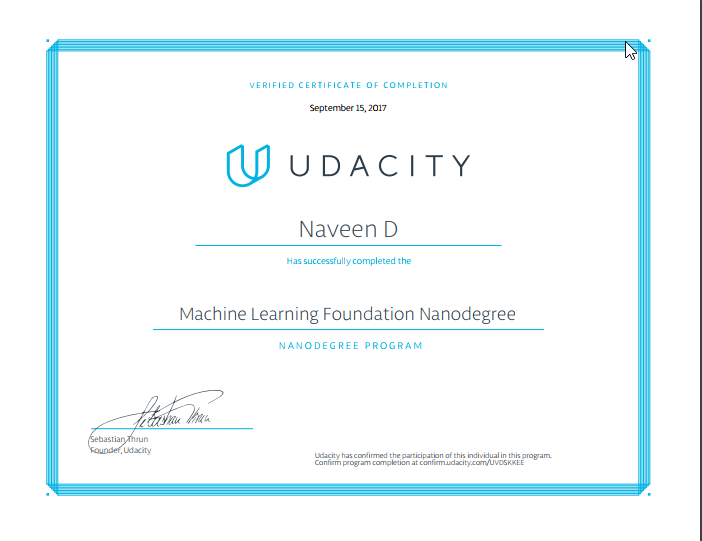 VERIFIED CERTIFICATE OF COMPLETION
September 15, 2017
UDACITY
Naveen D
Has successfully completed the
Machine Learning Foundation Nanodegree
NANODEGREE PROGRAM
Sebastian Thrun
Sebastian Thrun
Founder, Udacity
Udacity has confirmed the participation of this individual in this program.
Confirm program completion at confirm.udacity.com/UVDSKKEE